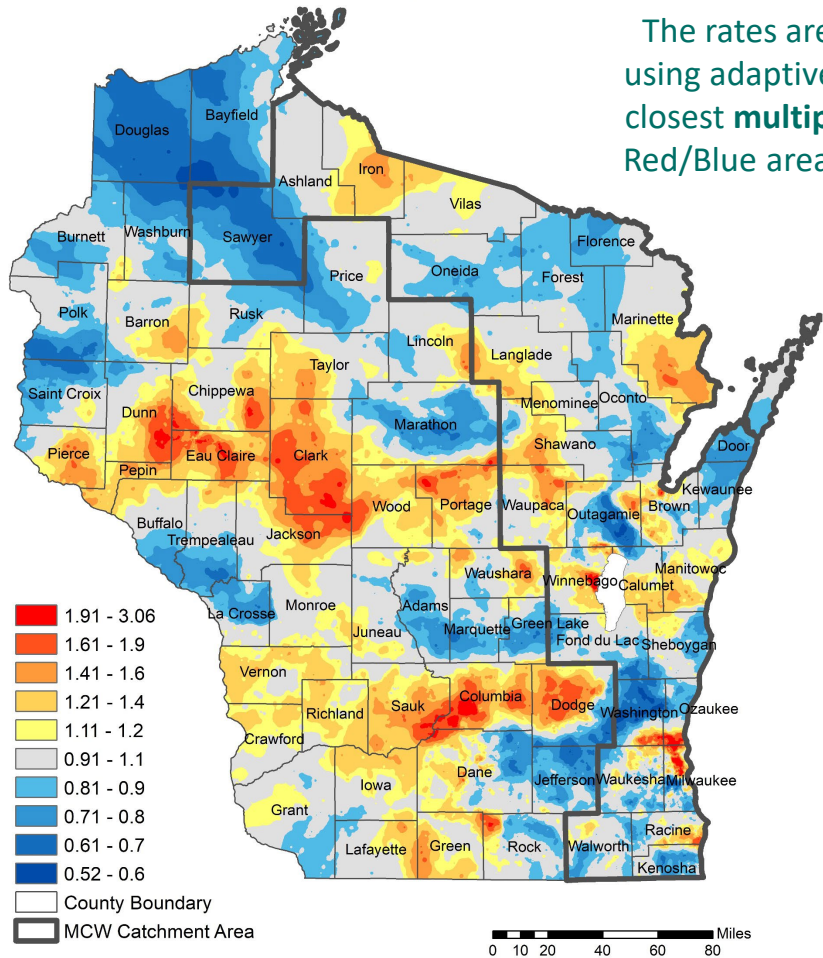 The rates are
using adaptive
closest multip
Red/Blue area
Douglas
Bayfield
Ashland
Iron
Vilas
Burnett
Washburn
Sawyer
Price
Oneida
Florence
Forest
Marinette
Polk
Barron
Rusk
Lincoln
Langlade
Taylor
Saint Croix
Chippewa
Dunn
Menominee
Oconto
Marathon
Shawano
Door
Pierce
Eau Claire
Clark
Pepin
Kewaunee
Wood
Portage
Waupaca
Outagamie
Brown
Buffalo
Trempealeau
Jackson
Waushara
Winnebago
Calumet
Manitowoc
La Crosse
Monroe
Adams
Green Lake
Juneau
Marquette
Fond du Lac
Sheboygan
Vernon
Richland
Sauk
Columbia
Dodge
Washington
Ozaukee
Crawford
Iowa
Dane
Jefferson
Waukesha
Milwaukee
Grant
Lafayette
Green
Rock
Walworth
Racine
Kenosha
1.91 - 3.06
1.61 - 1.9
1.41 - 1.6
1.21 - 1.4
1.11 - 1.2
0.91 - 1.1
0.81 - 0.9
0.71 - 0.8
0.61 - 0.7
0.52 - 0.6
County Boundary
MCW Catchment Area
Miles
0 10 20 40 60 80